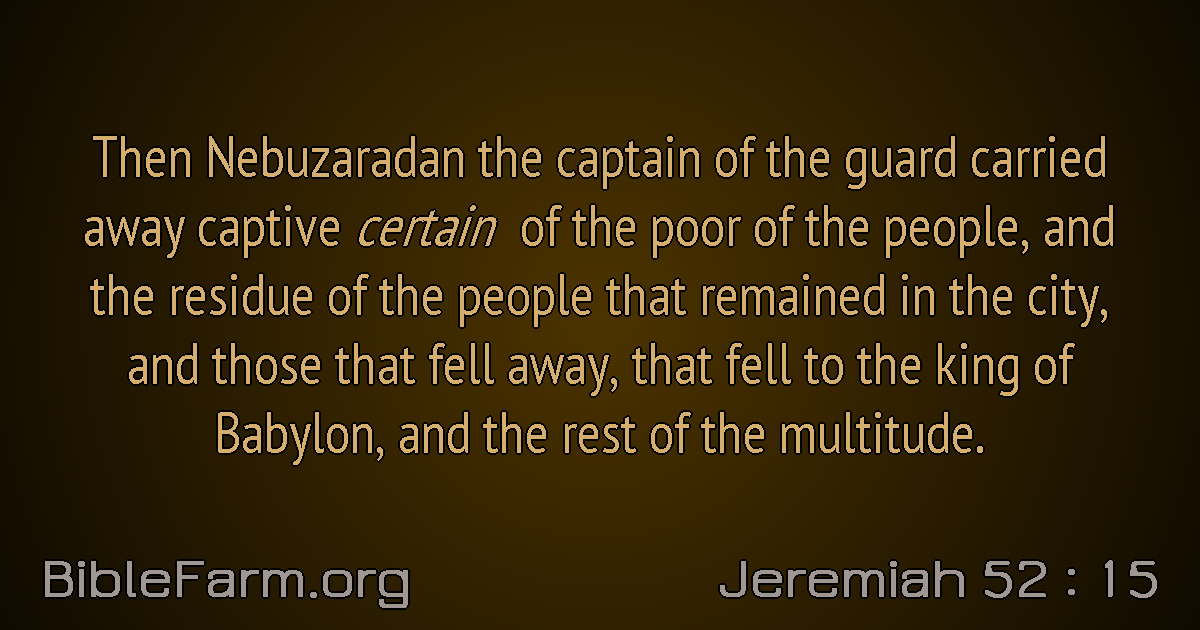 Then Nebuzaradan the captain of the guard carried
away captive certain of the poor of the people, and
the residue of the people that remained in the city,
and those that fell away, that fell to the king of
Babylon, and the rest of the multitude.
BibleFarm.org
Jeremiah 52 : 15